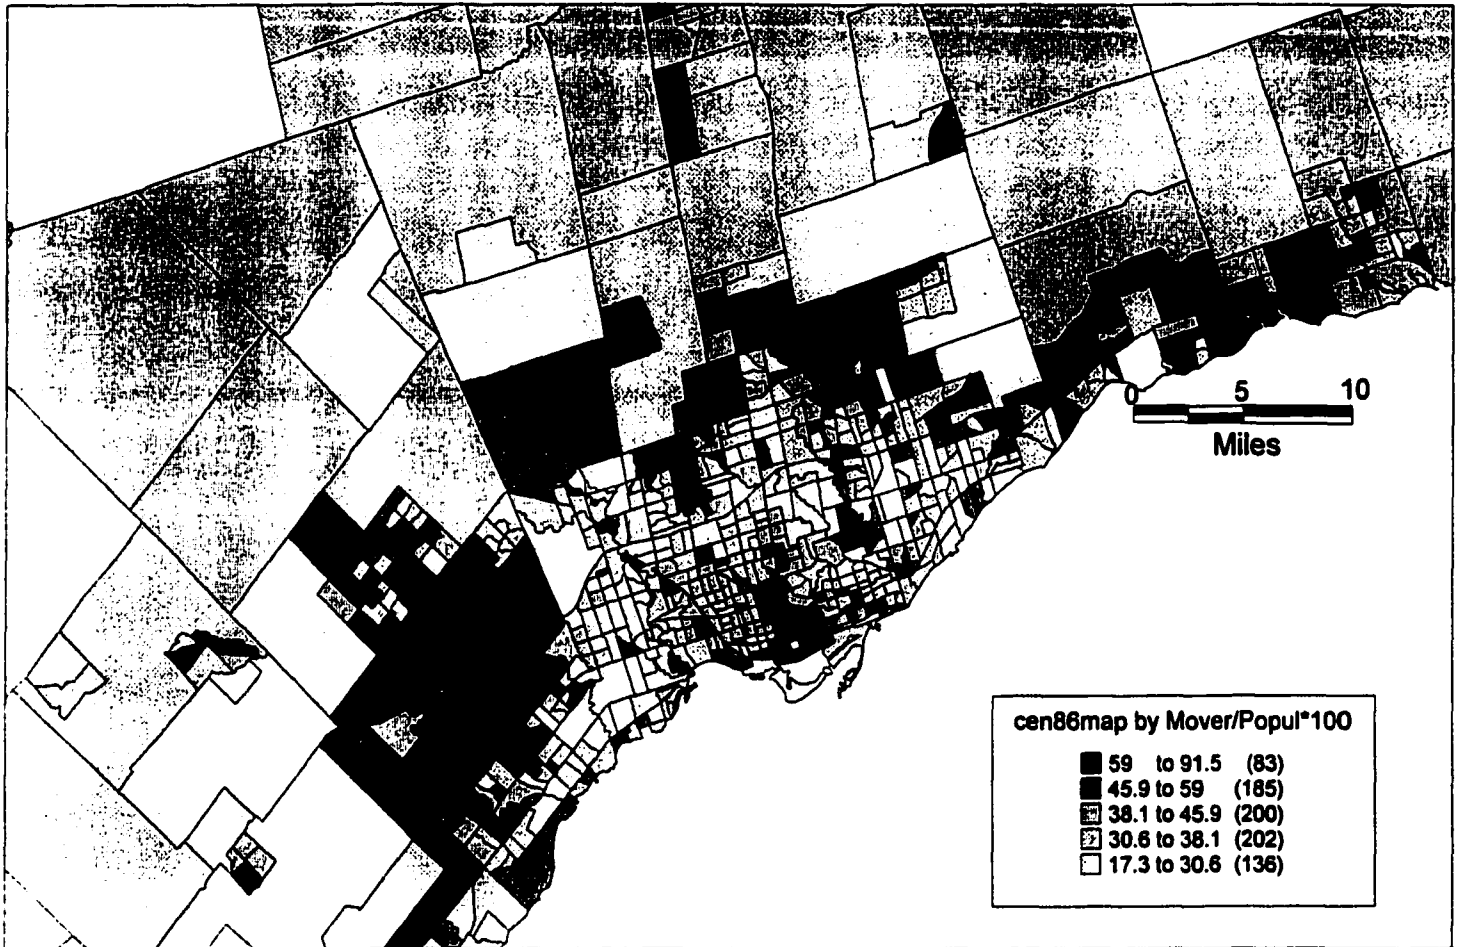 0 5 10
Miles
cen86map by Mover/Popul*100
59 to 91.5 (83)
45.9 to 59 (185)
38.1 to 45.9 (200)
30.6 to 38.1 (202)
17.3 to 30.6 (136)